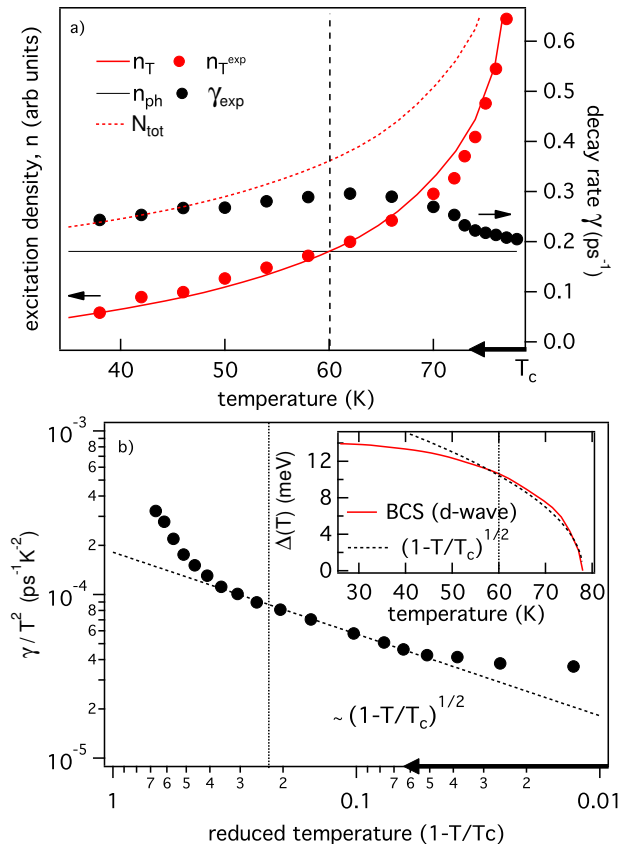 a)
n_T
n_T^exp
n_ph
γ_exp
N_tot
excitation density, n (arb units)
decay rate γ (ps⁻¹)
0.6
0.5
0.4
0.3
0.2
0.1
0.0
40
50
60
70
T_c
temperature (K)
b)
10⁻³
8
6
4
2
10⁻⁴
8
6
4
2
10⁻⁵
γ/T² (ps⁻¹K⁻²)
Δ(T) (meV)
12
8
4
0
BCS (d-wave)
(1-T/T_c)^1/2
30
40
50
60
70
80
temperature (K)
~ (1-T/T_c)^1/2
7
6
5
4
3
2
7
6
5
4
3
2
1
0.1
0.01
reduced temperature (1-T/Tc)